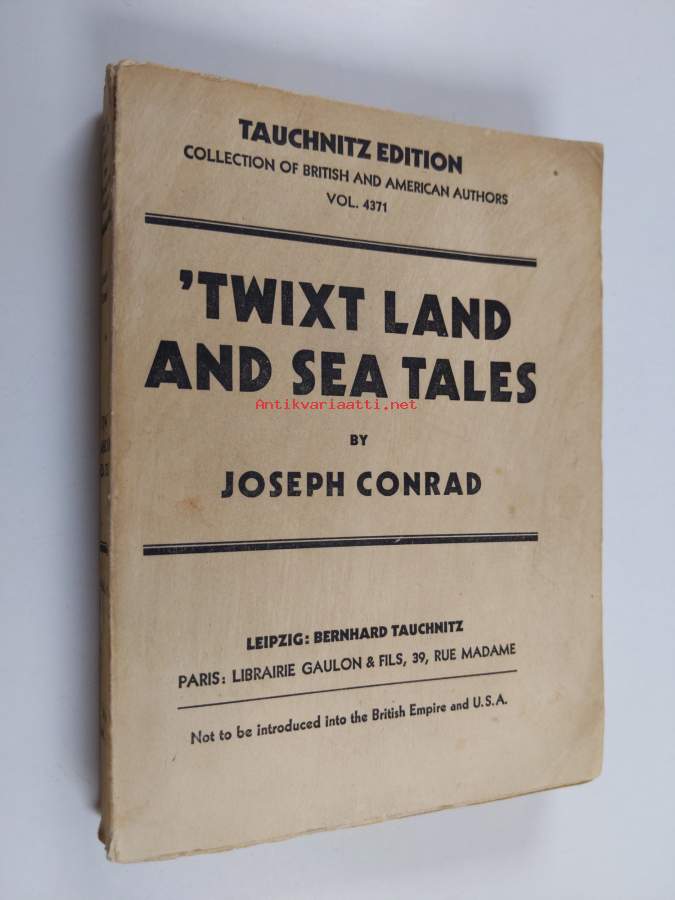 TAUCHNITZ EDITION
COLLECTION OF BRITISH AND AMERICAN AUTHORS
VOL. 4371
'TWIXT LAND
AND SEA TALES
Antikvariaatti.net
BY
JOSEPH CONRAD
LEIPZIG: BERNHARD TAUCHNITZ
PARIS: LIBRAIRIE GAULON & FILS, 39, RUE MADAME
Not to be introduced into the British Empire and U.S.A.